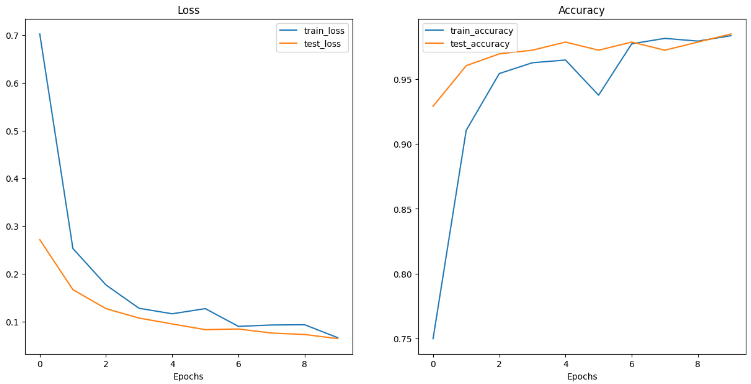 Loss
0.7
0.6
0.5
0.4
0.3
0.2
0.1
train_loss
test_loss
0 2 4 6 8
Epochs
Accuracy
0.95
0.90
0.85
0.80
0.75
train_accuracy
test_accuracy
0 2 4 6 8
Epochs